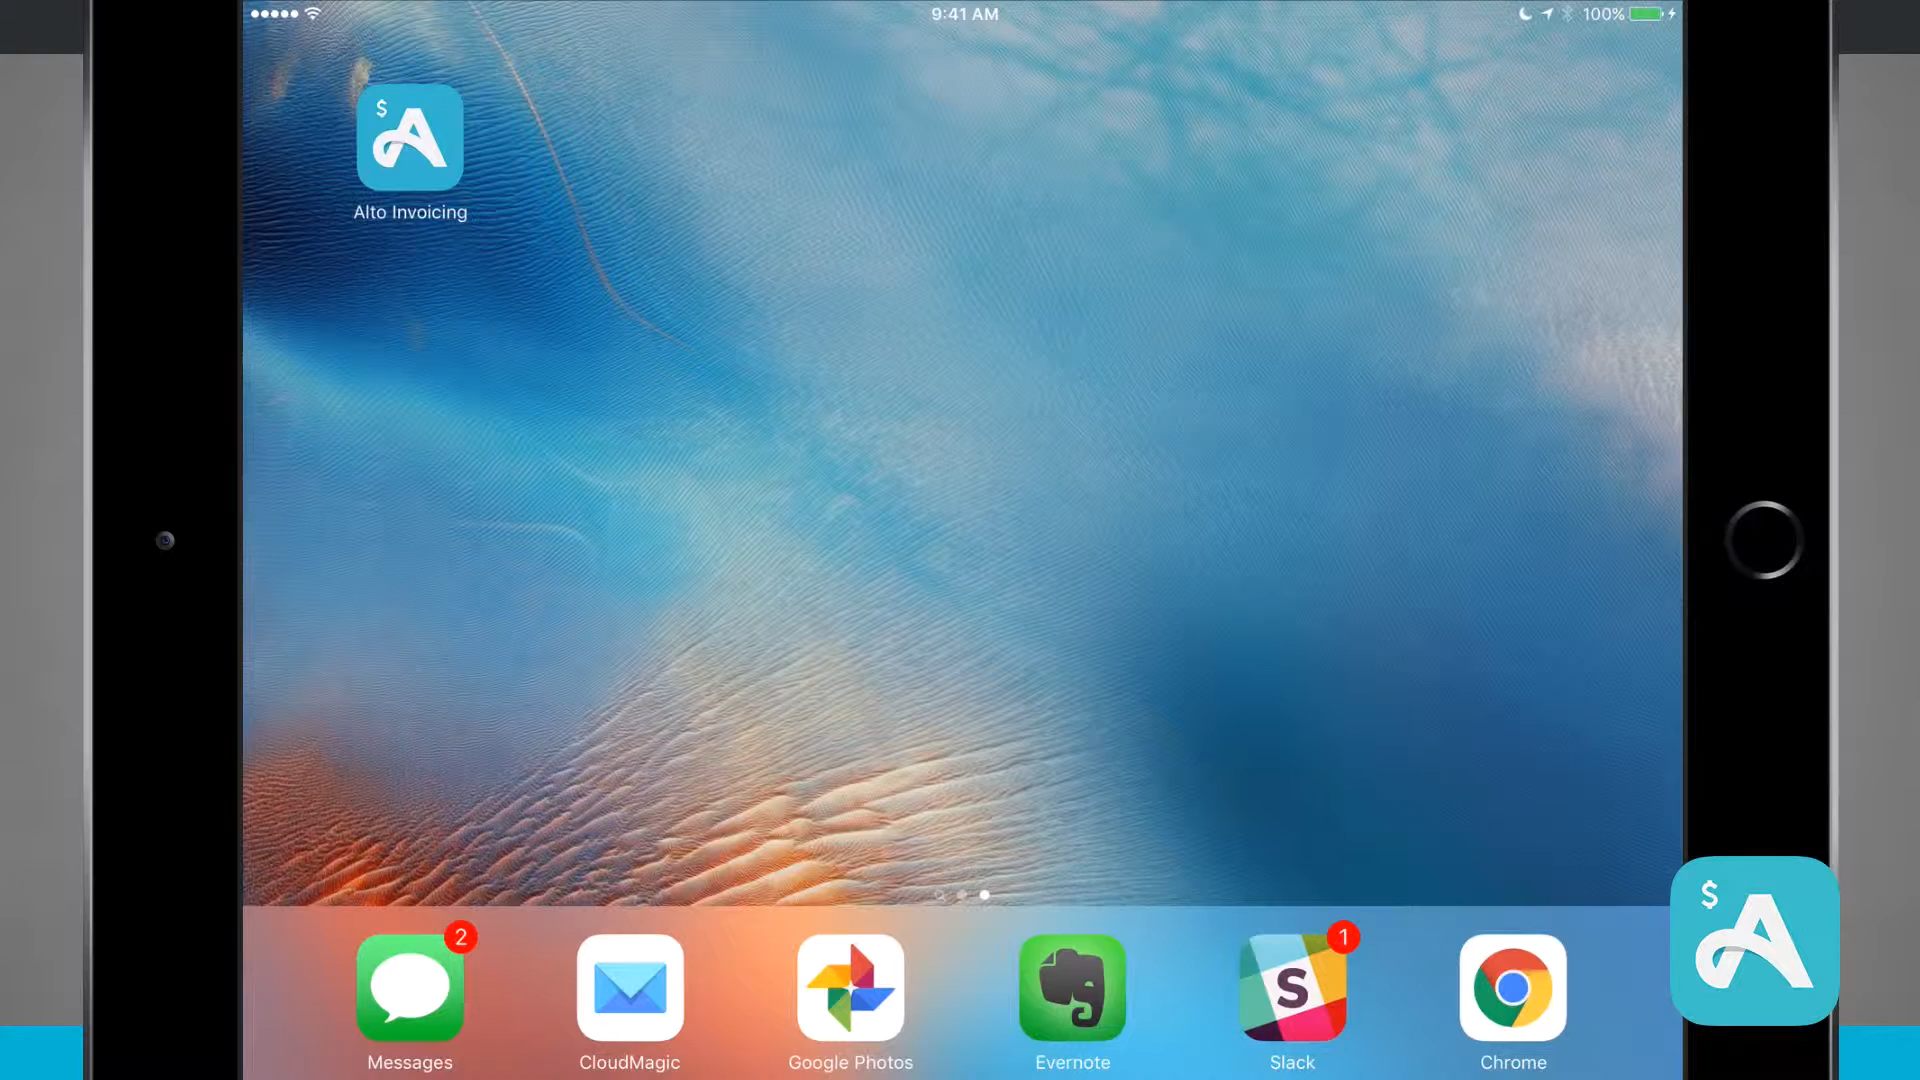 9:41 AM
100%
$
Alto Invoicing
2
1
S
$
Messages
CloudMagic
Google Photos
Evernote
Slack
Chrome